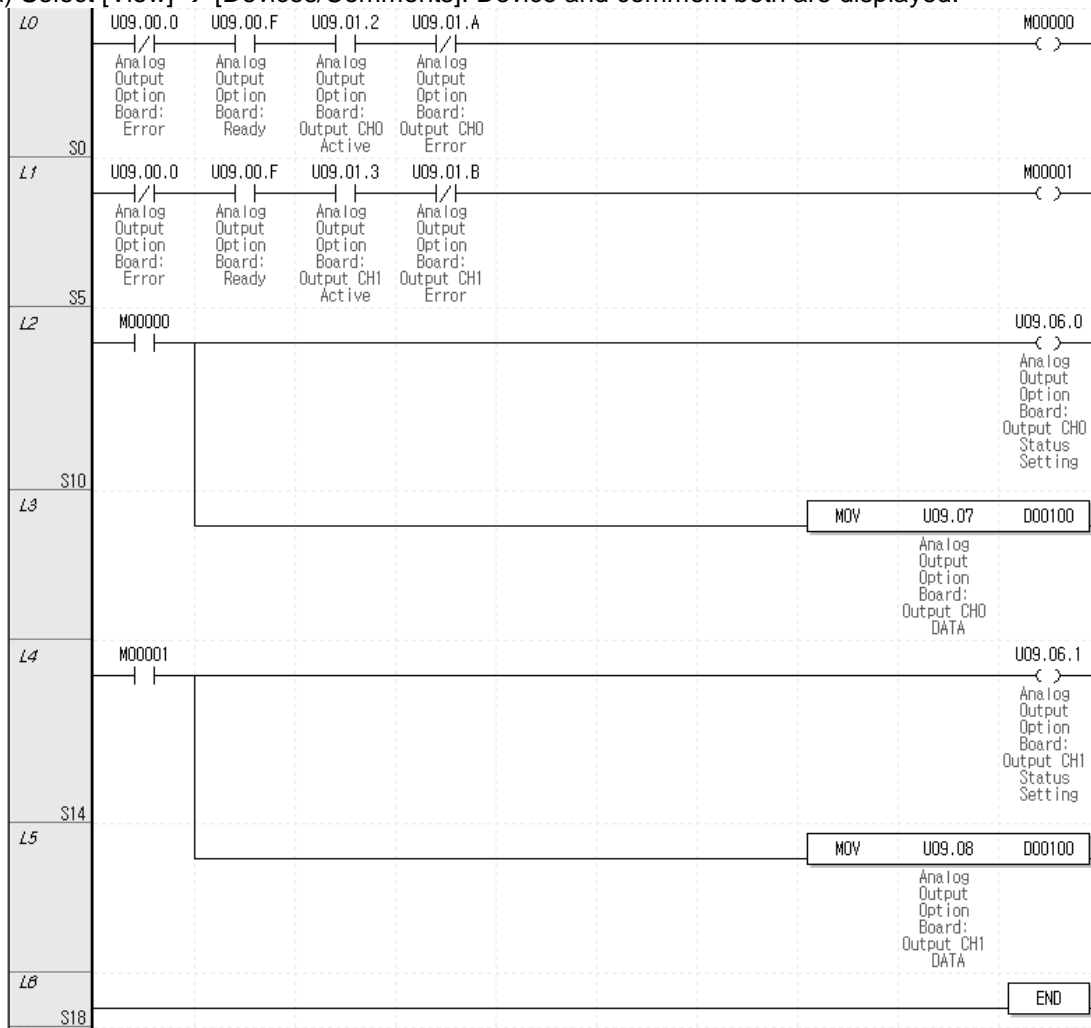 ) Select [View] → [Devices/Comments]. Device and comment both are displayed.
L0
U09.00.0 U09.00.F U09.01.2 U09.01.A M00000
Analog Analog Analog Analog
Output Output Output Output
Option Option Option Option
Board: Board: Board: Board:
Error Ready Output CH0 Output CH0
Active Error
S0
L1
U09.00.0 U09.00.F U09.01.3 U09.01.B M00001
Analog Analog Analog Analog
Output Output Output Output
Option Option Option Option
Board: Board: Board: Board:
Error Ready Output CH1 Output CH1
Active Error
S5
L2
M00000 U09.06.0
Analog
Output
Option
Board:
Output CH0
Status
Setting
S10
L3
MOV U09.07 D00100
Analog
Output
Option
Board:
Output CH0
DATA
L4
M00001 U09.06.1
Analog
Output
Option
Board:
Output CH1
Status
Setting
S14
L5
MOV U09.08 D00100
Analog
Output
Option
Board:
Output CH1
DATA
L6
END
S18